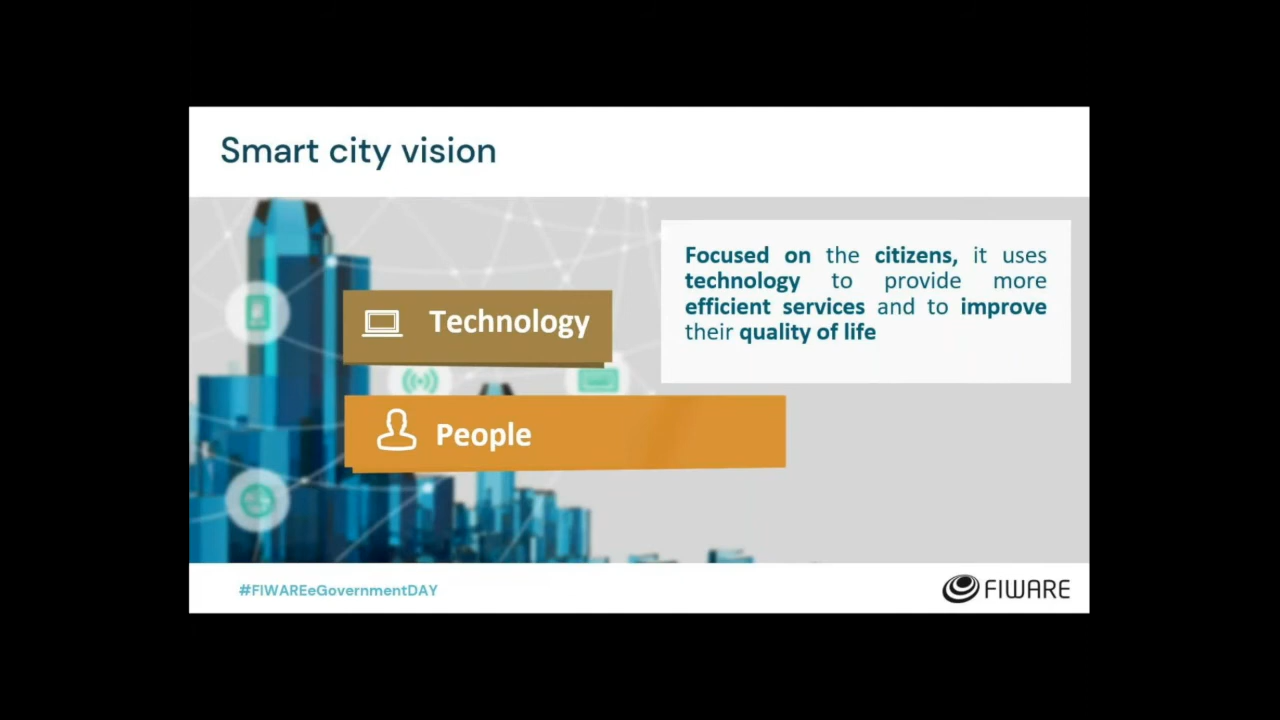 Smart city vision
Focused on the citizens, it uses
technology to provide more
efficient services and to improve
their quality of life
Technology
People
#FIWAREeGovernmentDAY
FIWARE